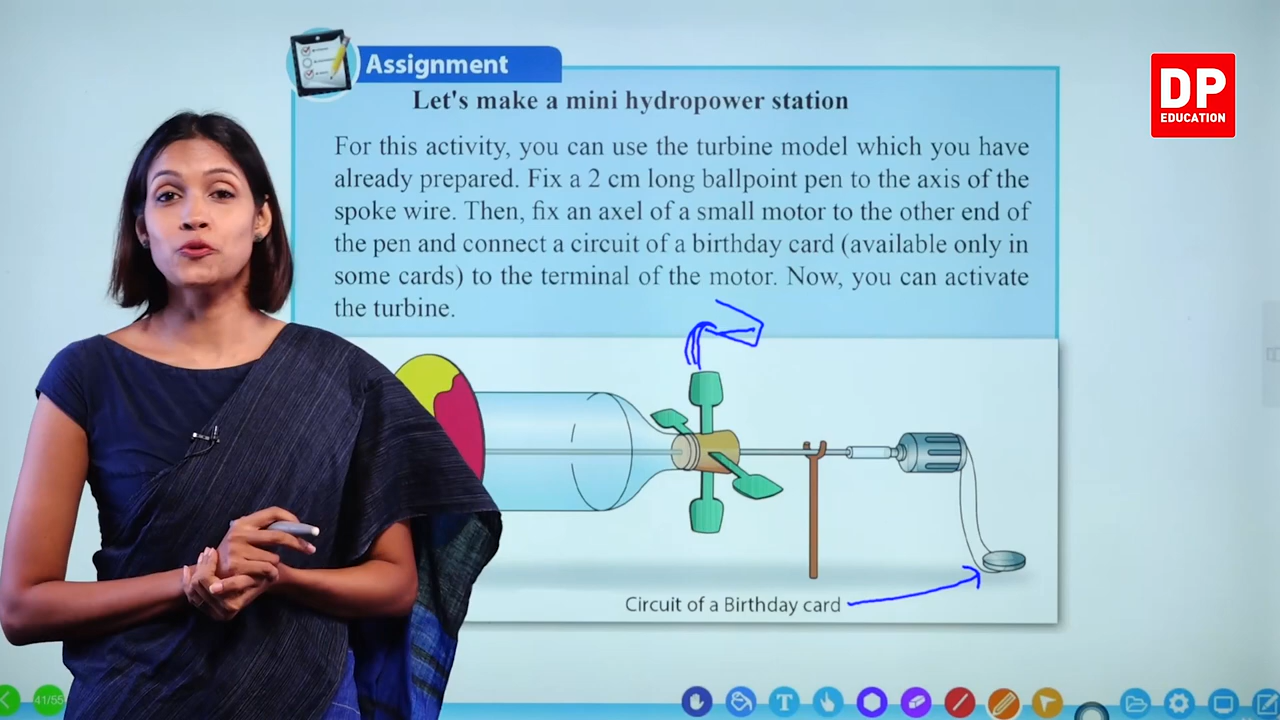 Assignment
DP
EDUCATION
Let's make a mini hydropower station
For this activity, you can use the turbine model which you have
already prepared. Fix a 2 cm long ballpoint pen to the axis of the
spoke wire. Then, fix an axel of a small motor to the other end of
the pen and connect a circuit of a birthday card (available only in
some cards) to the terminal of the motor. Now, you can activate
the turbine.
Circuit of a Birthday card
41/55
T